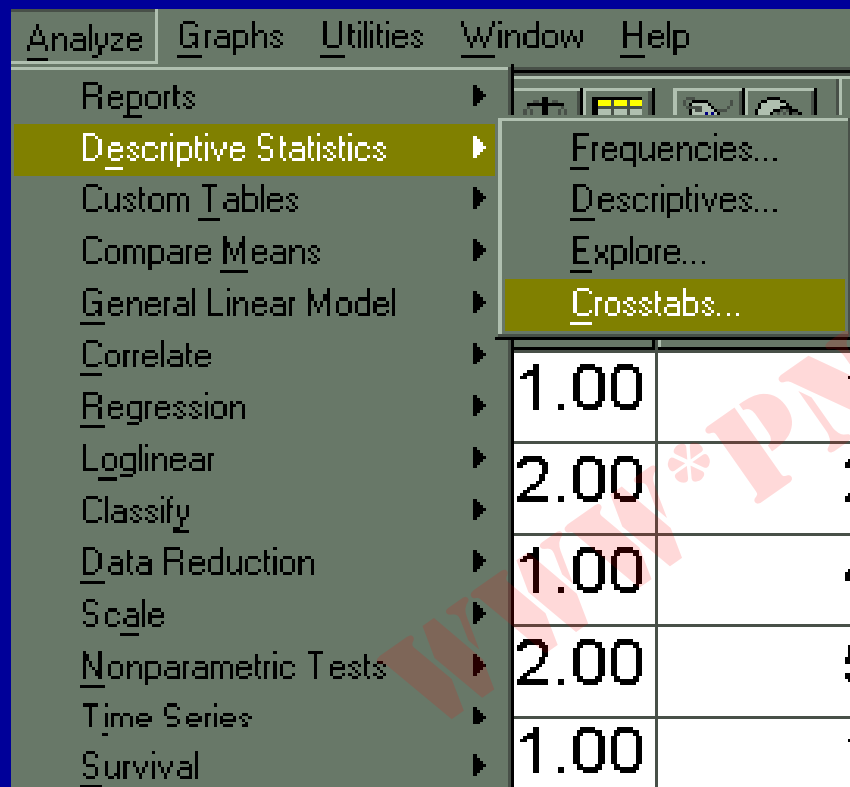 Analyze Graphs Utilities Window Help
Reports
Descriptive Statistics
Custom Tables
Compare Means
General Linear Model
Correlate
Regression
Loglinear
Classify
Data Reduction
Scale
Nonparametric Tests
Time Series
Survival
Frequencies...
Descriptives...
Explore...
Crosstabs...
1.00
2.00
1.00
2.00
1.00
WWW*PN